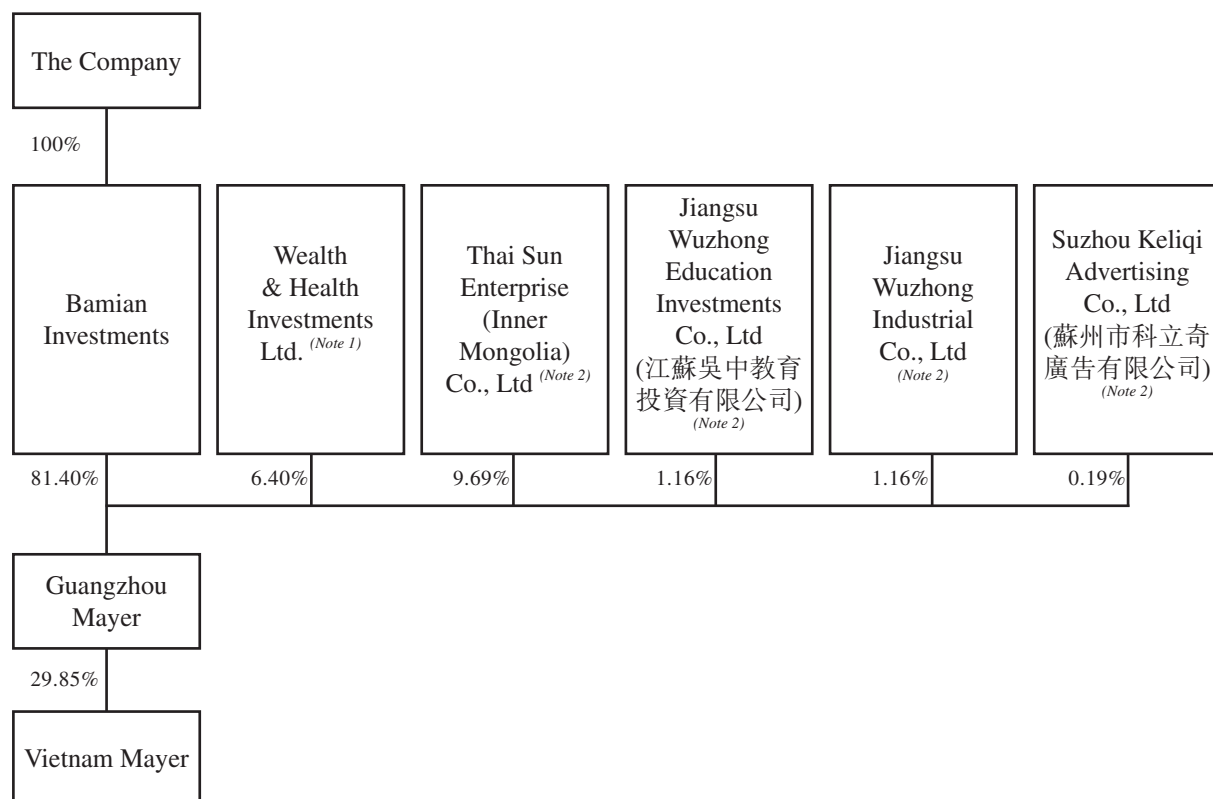 The Company
100%
Bamian
Investments
Wealth
& Health
Investments
Ltd. (Note 1)
Thai Sun
Enterprise
(Inner
Mongolia)
Co., Ltd (Note 2)
Jiangsu
Wuzhong
Education
Investments
Co., Ltd
(江蘇吳中教育
投資有限公司)
(Note 2)
Jiangsu
Wuzhong
Industrial
Co., Ltd
(Note 2)
Suzhou Keliqi
Advertising
Co., Ltd
(蘇州市科立奇
廣告有限公司)
(Note 2)
81.40%
6.40%
9.69%
1.16%
1.16%
0.19%
Guangzhou
Mayer
29.85%
Vietnam Mayer